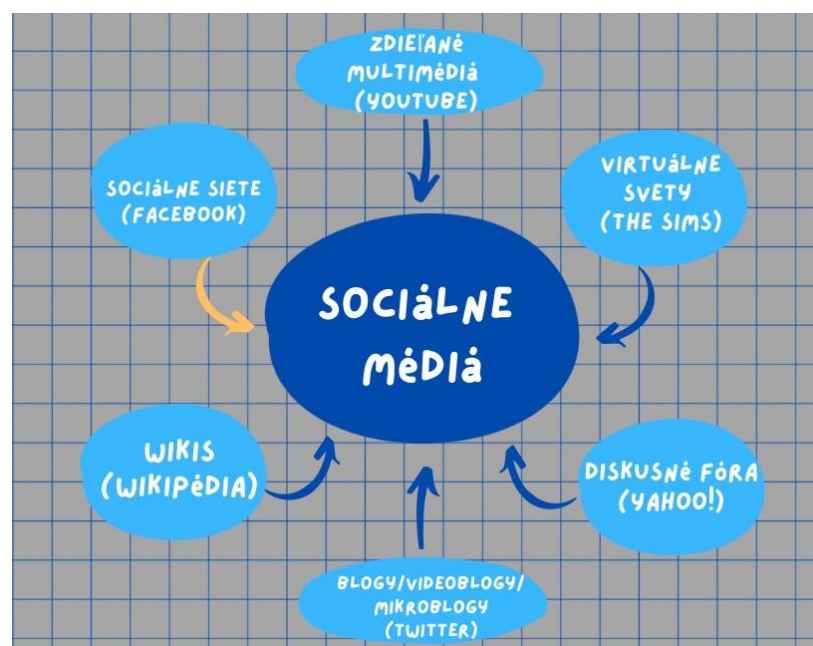 ZDIEĽANÉ
MULTIMÉDIÁ
(YOUTUBE)
SOCIÁLNE SIETE
(FACEBOOK)
VIRTUÁLNE
SVETY
(THE SIMS)
SOCIÁLNE
MÉDIÁ
WIKIS
(WIKIPÉDIA)
DISKUSNÉ FÓRA
(YAHOO!)
BLOGY/VIDEOBLOGY/
MIKROBLOGY
(TWITTER)